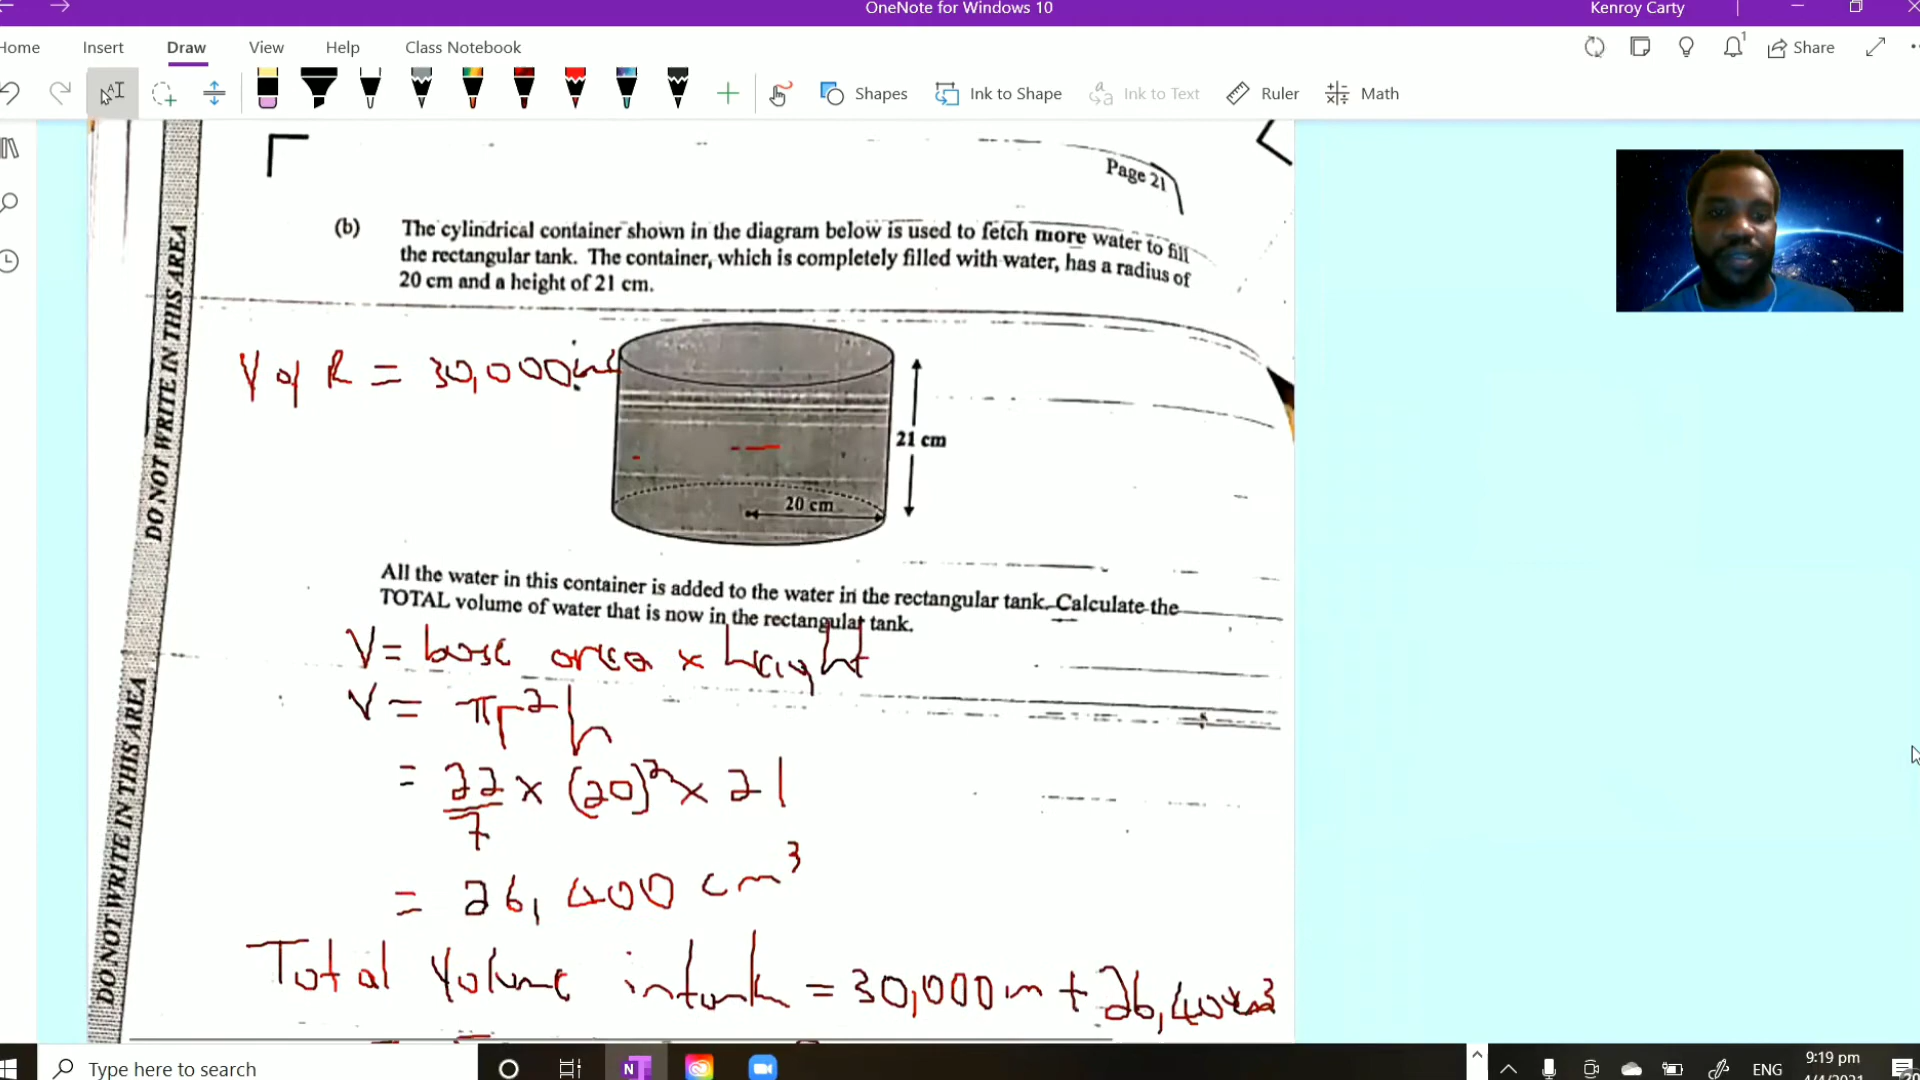 OneNote for Windows 10
Kenroy Carty
Home Insert Draw View Help Class Notebook
1
Share
Shapes Ink to Shape Ink to Text Ruler Math
Page 21
DO NOT WRITE IN THIS AREA
DO NOT WRITE IN THIS AREA
(b) The cylindrical container shown in the diagram below is used to fetch more water to fill
the rectangular tank. The container, which is completely filled with water, has a radius of
20 cm and a height of 21 cm.
V of R = 30,000
21 cm
20 cm
All the water in this container is added to the water in the rectangular tank. Calculate the
TOTAL volume of water that is now in the rectangular tank.
V = base area x height
V = πr²h
= 22/7 x (20)² x 21
= 26,400 cm³
Total Volume in tank = 30,000 m + 26,400 cm³
Type here to search
ENG
9:19 pm
4/4/2021